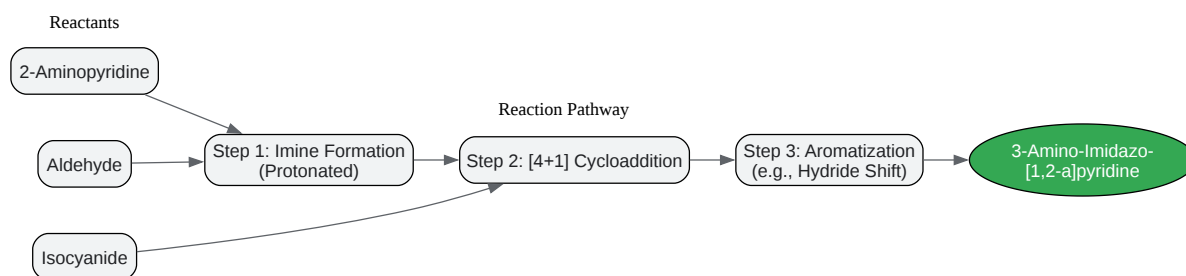 Reactants
2-Aminopyridine
Aldehyde
Isocyanide
Reaction Pathway
Step 1: Imine Formation
(Protonated)
Step 2: [4+1] Cycloaddition
Step 3: Aromatization
(e.g., Hydride Shift)
3-Amino-Imidazo-
[1,2-a]pyridine